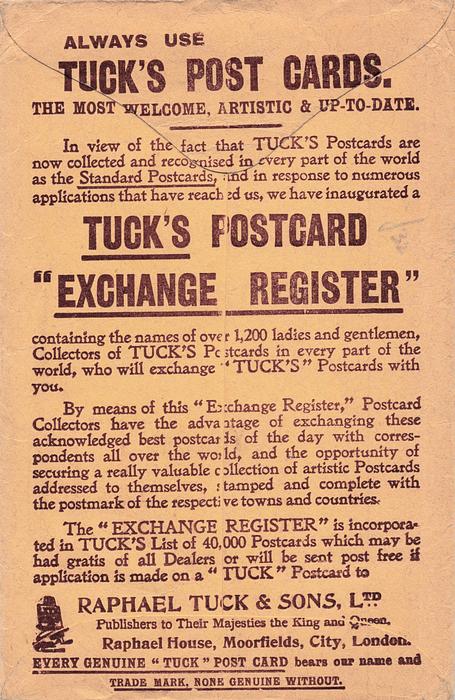 ALWAYS USE
TUCK'S POST CARDS.
THE MOST WELCOME, ARTISTIC & UP-TO-DATE.
In view of the fact that TUCK'S Postcards are
now collected and recognised in every part of the world
as the Standard Postcards, and in response to numerous
applications that have reached us, we have inaugurated a
TUCK'S POSTCARD
"EXCHANGE REGISTER"
containing the names of over 1,200 ladies and gentlemen,
Collectors of TUCK'S Postcards in every part of the
world, who will exchange "TUCK'S" Postcards with
you.
By means of this "Exchange Register," Postcard
Collectors have the advantage of exchanging these
acknowledged best postcards of the day with corres-
pondents all over the world, and the opportunity of
securing a really valuable collection of artistic Postcards
addressed to themselves, stamped and complete with
the postmark of the respective towns and countries.
The "EXCHANGE REGISTER" is incorpora-
ted in TUCK'S List of 40,000 Postcards which may be
had gratis of all Dealers or will be sent post free if
application is made on a "TUCK" Postcard to
RAPHAEL TUCK & SONS, LTD
Publishers to Their Majesties the King and Queen.
Raphael House, Moorfields, City, London.
EVERY GENUINE "TUCK" POST CARD bears our name and
TRADE MARK, NONE GENUINE WITHOUT.